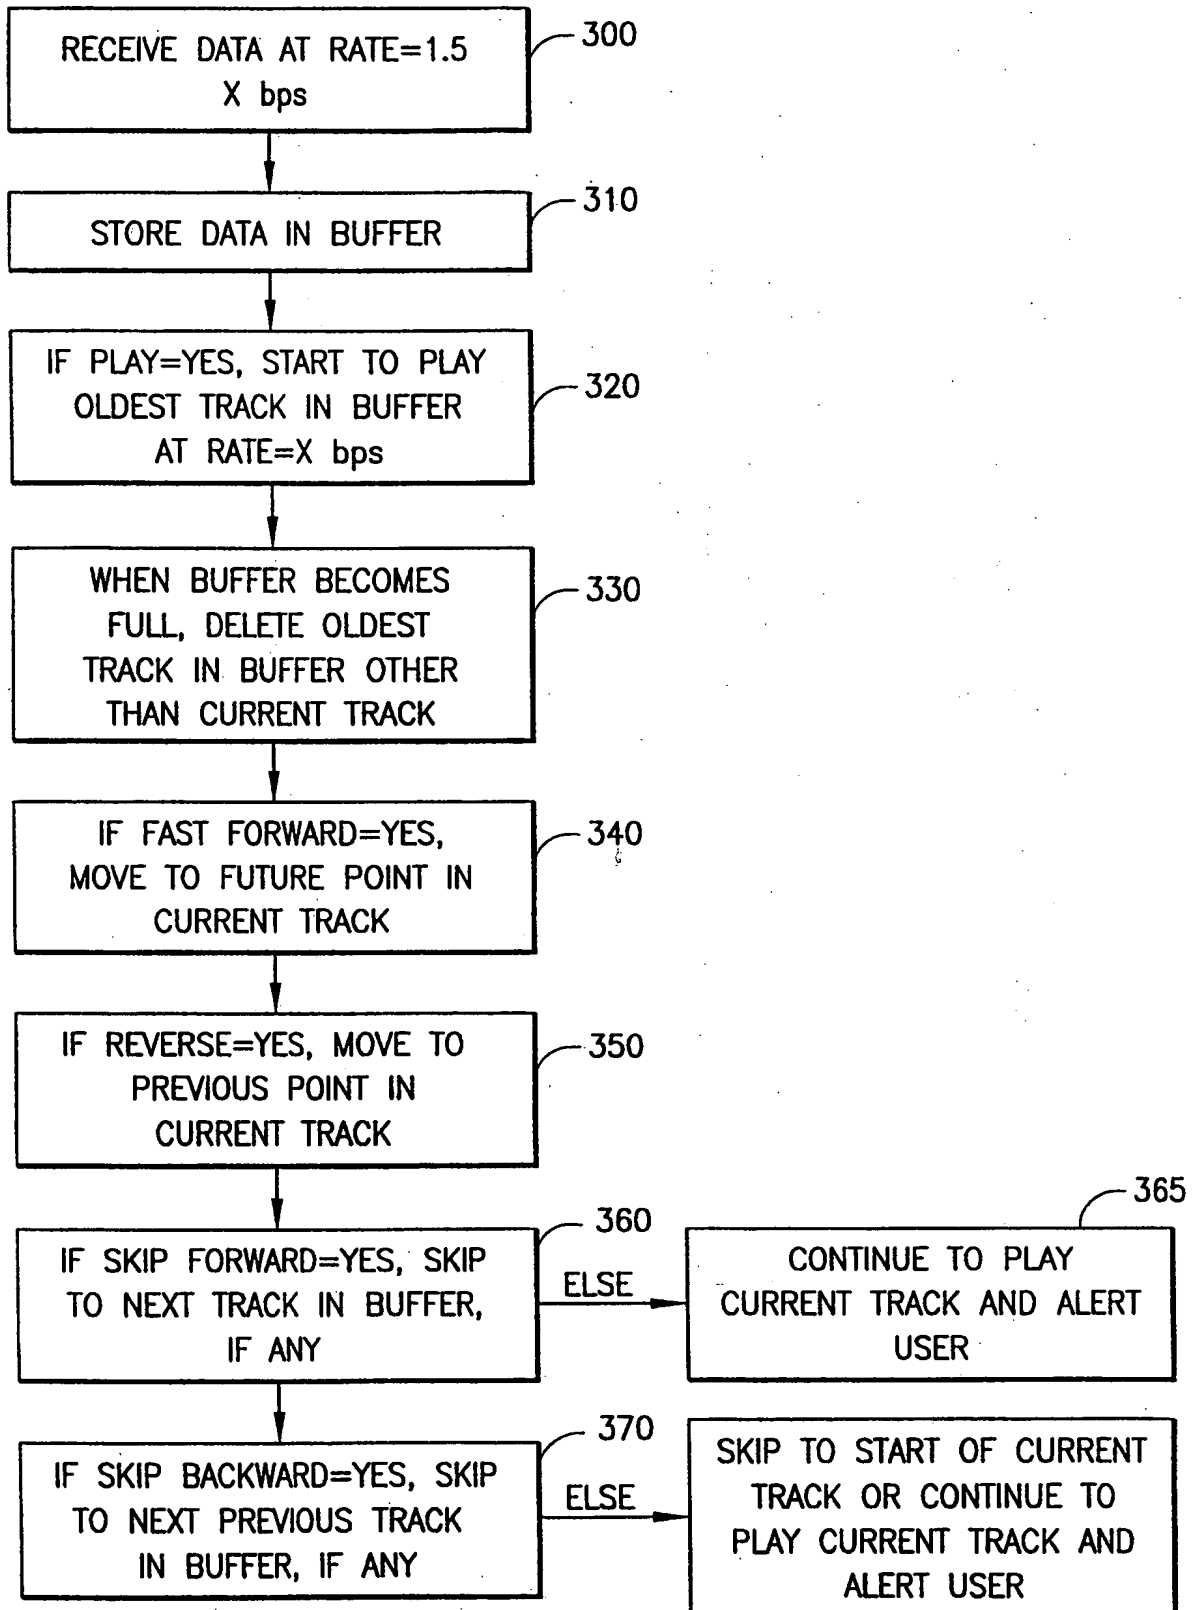 RECEIVE DATA AT RATE=1.5
X bps
300
STORE DATA IN BUFFER
310
IF PLAY=YES, START TO PLAY
OLDEST TRACK IN BUFFER
AT RATE=X bps
320
WHEN BUFFER BECOMES
FULL, DELETE OLDEST
TRACK IN BUFFER OTHER
THAN CURRENT TRACK
330
IF FAST FORWARD=YES,
MOVE TO FUTURE POINT IN
CURRENT TRACK
340
IF REVERSE=YES, MOVE TO
PREVIOUS POINT IN
CURRENT TRACK
350
IF SKIP FORWARD=YES, SKIP
TO NEXT TRACK IN BUFFER,
IF ANY
360
ELSE
CONTINUE TO PLAY
CURRENT TRACK AND ALERT
USER
365
IF SKIP BACKWARD=YES, SKIP
TO NEXT PREVIOUS TRACK
IN BUFFER, IF ANY
370
ELSE
SKIP TO START OF CURRENT
TRACK OR CONTINUE TO
PLAY CURRENT TRACK AND
ALERT USER